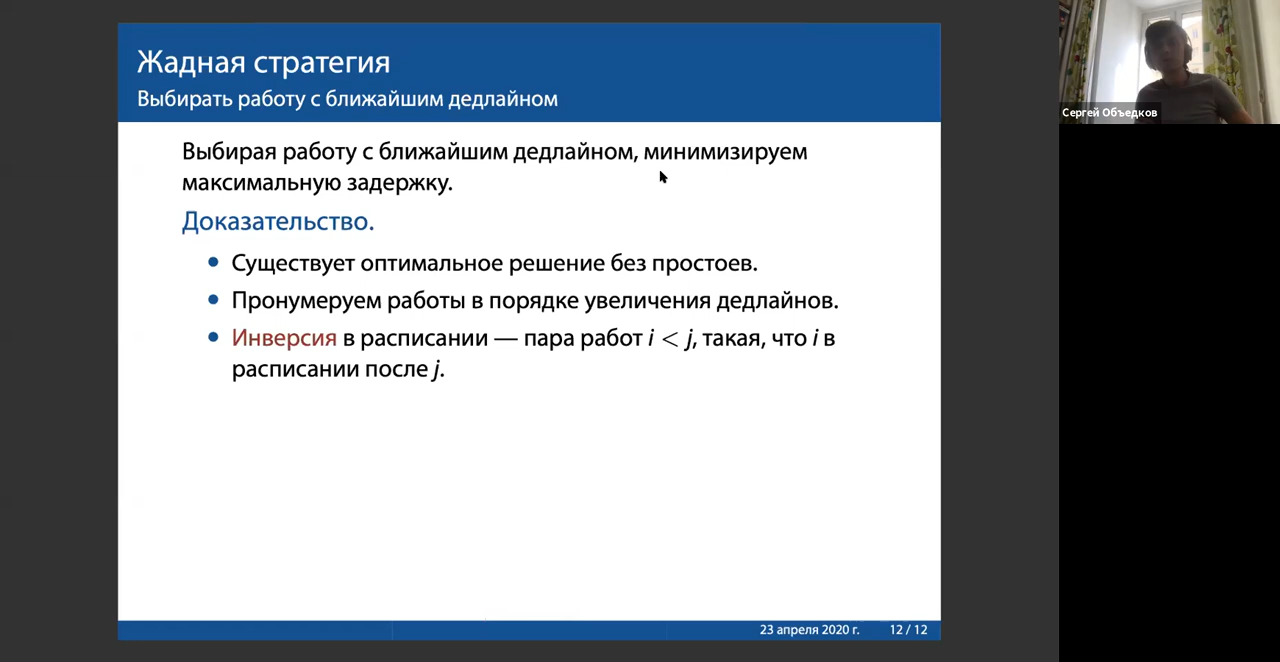 Жадная стратегия
Выбирать работу с ближайшим дедлайном
Выбирая работу с ближайшим дедлайном, минимизируем
максимальную задержку.
Доказательство.
Существует оптимальное решение без простоев.
Пронумеруем работы в порядке увеличения дедлайнов.
Инверсия в расписании — пара работ i < j, такая, что i в
расписании после j.
23 апреля 2020 г. 12 / 12
Сергей Объедков